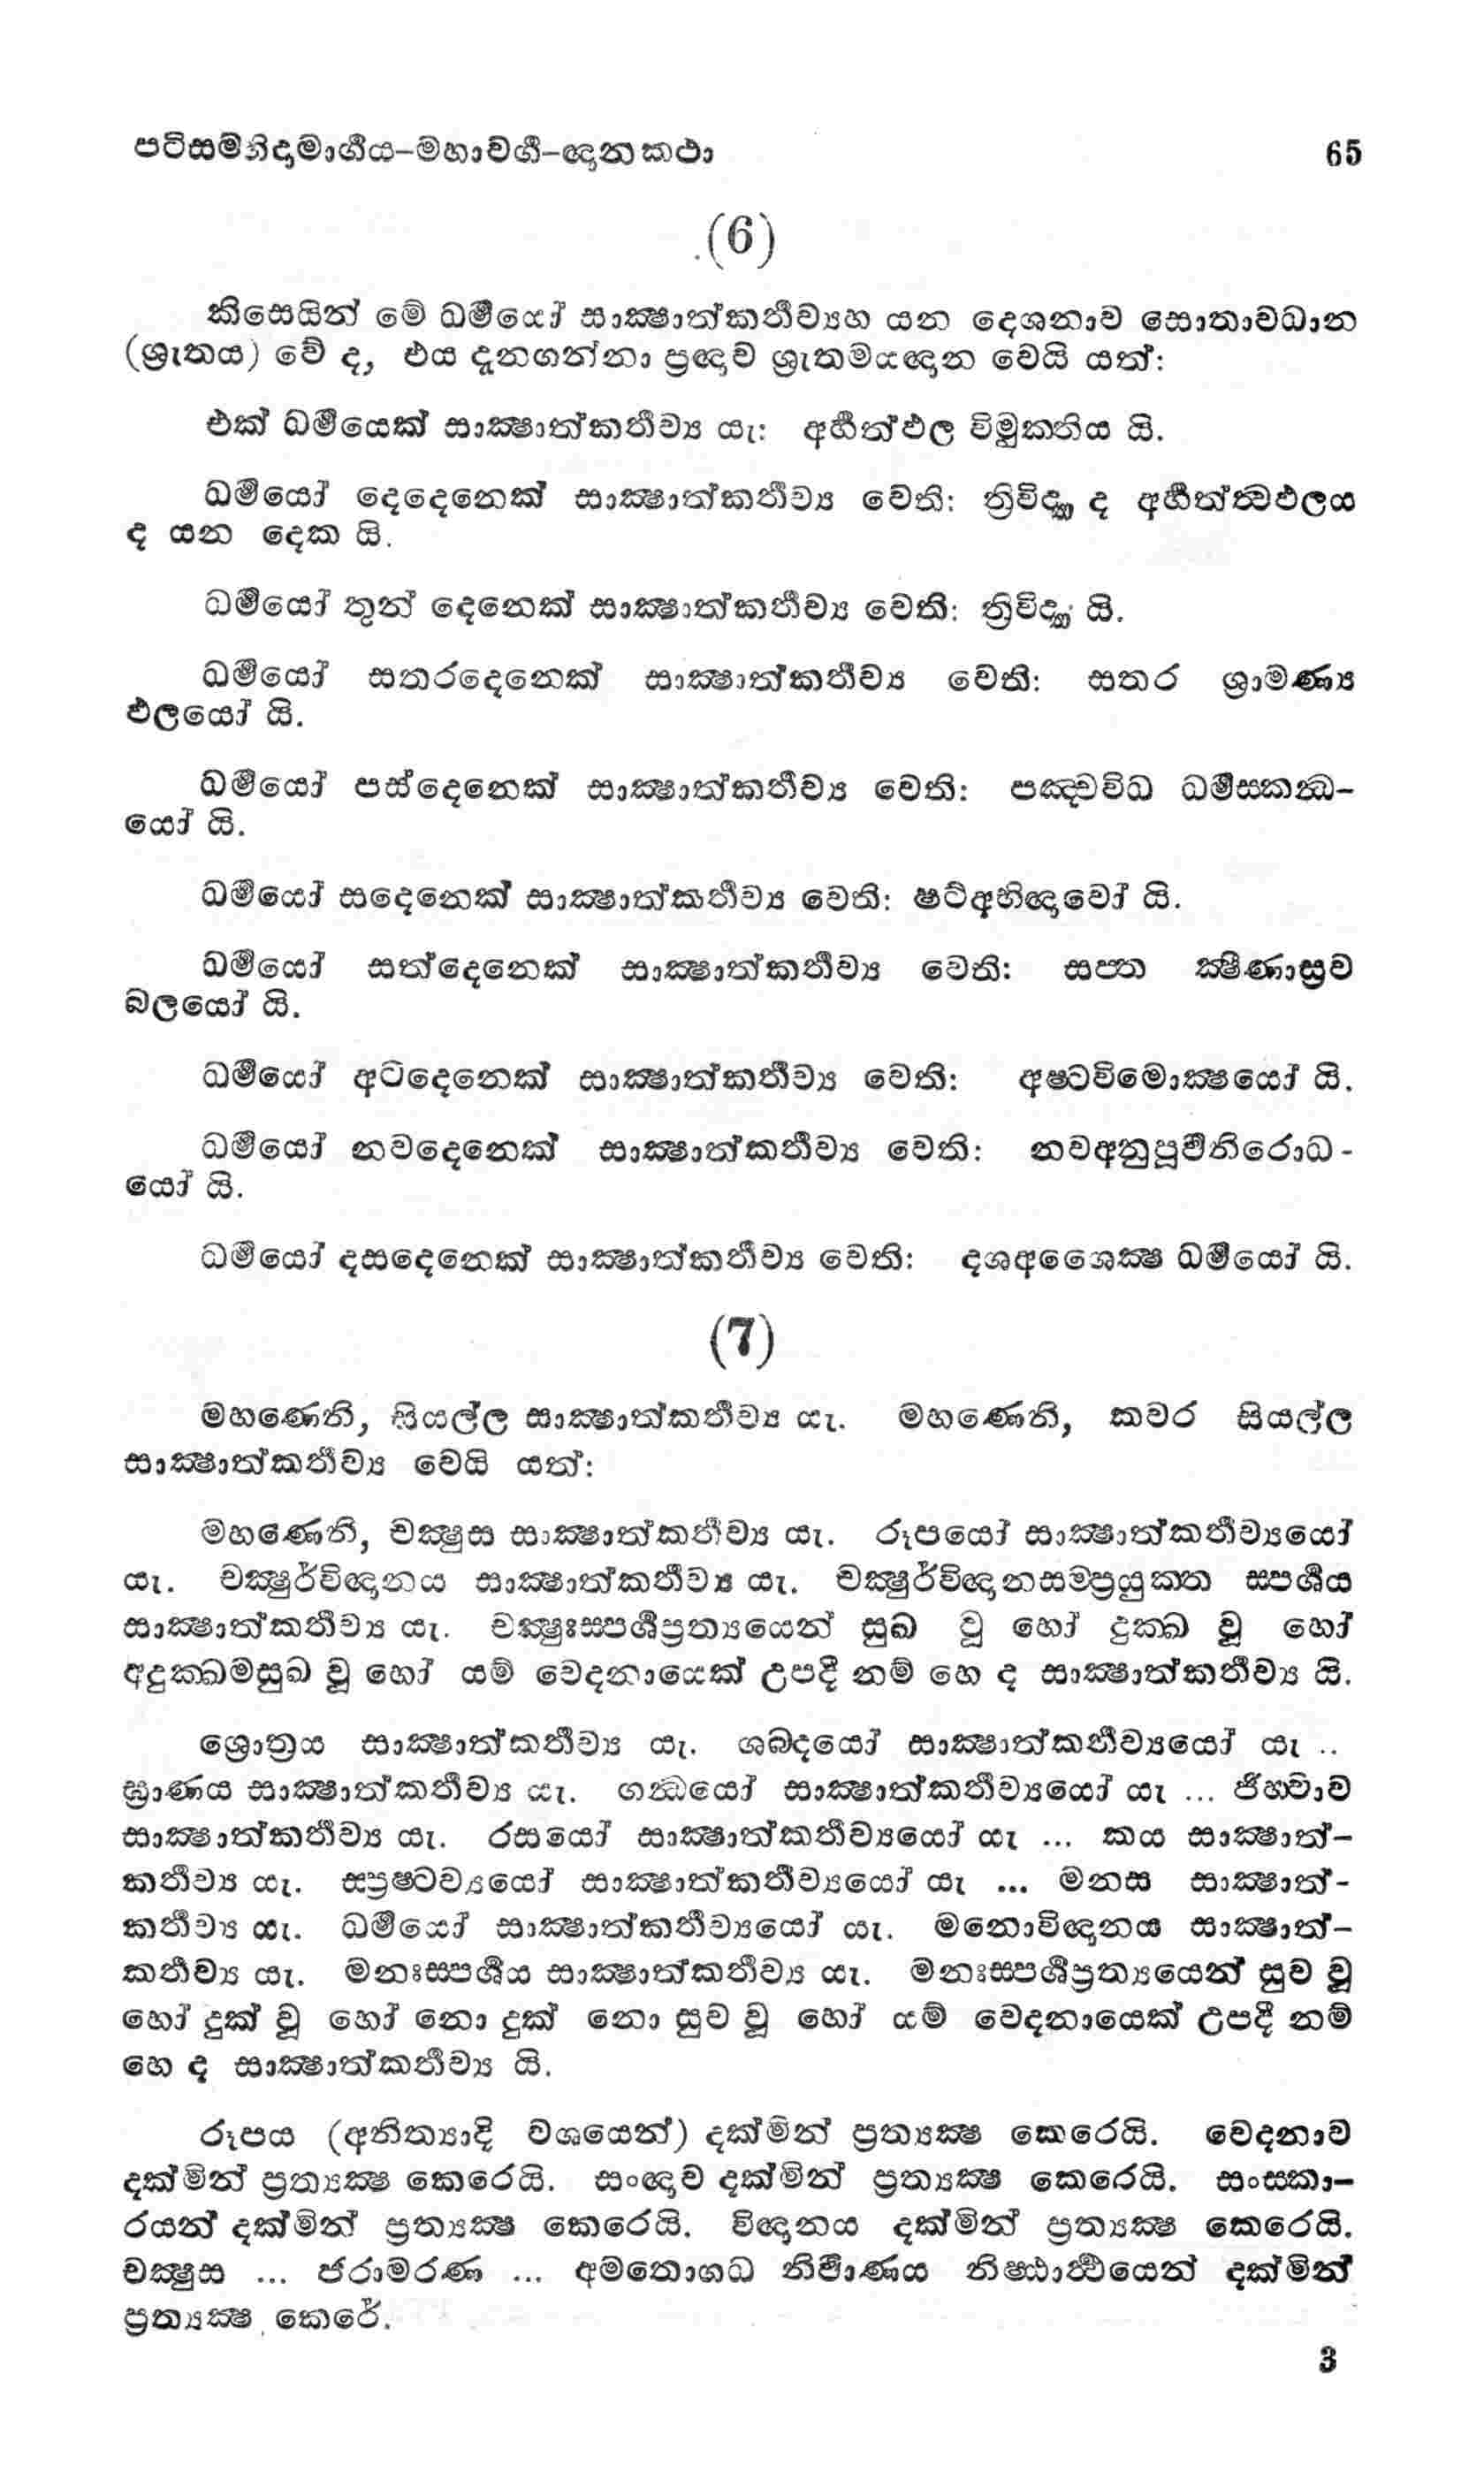 පටිසම්භිදාමාර්ගය–මහාවර්ග–ඥානකථා 65
(6)
කිසෙයින් මේ ධර්මයෝ සාක්ෂාත්කර්තව්‍යහ යන දෙශනාව සොතාවධාන
(ශ්‍රැතය) වේ ද, එය දැනගන්නා ප්‍රඥාව ශ්‍රැතමයඥාන වෙයි යත්:
එක් ධර්මයෙක් සාක්ෂාත්කර්තව්‍ය යැ: අර්හත්ඵල විමුක්තිය යි.
ධර්මයෝ දෙදෙනෙක් සාක්ෂාත්කර්තව්‍ය වෙති: ත්‍රිවිද්‍යා ද අර්හත්ත්වඵලය
ද යන දෙක යි.
ධර්මයෝ තුන් දෙනෙක් සාක්ෂාත්කර්තව්‍ය වෙති: ත්‍රිවිද්‍යා යි.
ධර්මයෝ සතරදෙනෙක් සාක්ෂාත්කර්තව්‍ය වෙති: සතර ශ්‍රාමණ්‍ය
ඵලයෝ යි.
ධර්මයෝ පස්දෙනෙක් සාක්ෂාත්කර්තව්‍ය වෙති: පඤ්චවිධ ධර්මස්කන්ධ–
යෝ යි.
ධර්මයෝ සදෙනෙක් සාක්ෂාත්කර්තව්‍ය වෙති: ෂට්අභිඥාවෝ යි.
ධර්මයෝ සත්දෙනෙක් සාක්ෂාත්කර්තව්‍ය වෙති: සප්ත ක්ෂීණාස්‍රව
බලයෝ යි.
ධර්මයෝ අටදෙනෙක් සාක්ෂාත්කර්තව්‍ය වෙති: අෂ්ටවිමොක්ෂයෝ යි.
ධර්මයෝ නවදෙනෙක් සාක්ෂාත්කර්තව්‍ය වෙති: නවඅනුපූර්වනිරොධ-
යෝ යි.
ධර්මයෝ දසදෙනෙක් සාක්ෂාත්කර්තව්‍ය වෙති: දශඅශෛක්ෂ ධර්මයෝ යි.
(7)
මහණෙනි, සියල්ල සාක්ෂාත්කර්තව්‍ය යැ. මහණෙනි, කවර සියල්ල
සාක්ෂාත්කර්තව්‍ය වෙයි යත්:
මහණෙනි, චක්ෂුස සාක්ෂාත්කර්තව්‍ය යැ. රූපයෝ සාක්ෂාත්කර්තව්‍යයෝ
යැ. චක්ෂුර්විඥානය සාක්ෂාත්කර්තව්‍ය යැ. චක්ෂුර්විඥානසම්ප්‍රයුක්ත ස්පර්ශය
සාක්ෂාත්කර්තව්‍ය යැ. චක්ෂුඃස්පර්ශප්‍රත්‍යයෙන් සුඛ වූ හෝ දුක්ඛ වූ හෝ
අදුක්ඛමසුඛ වූ හෝ යම් වෙදනායෙක් උපදී නම් හෙ ද සාක්ෂාත්කර්තව්‍ය යි.
ශ්‍රොත්‍රය සාක්ෂාත්කර්තව්‍ය යැ. ශබ්දයෝ සාක්ෂාත්කර්තව්‍යයෝ යැ ..
ඝ්‍රාණය සාක්ෂාත්කර්තව්‍ය යැ. ගන්ධයෝ සාක්ෂාත්කර්තව්‍යයෝ යැ ... ජිහ්වාව
සාක්ෂාත්කර්තව්‍ය යැ. රසයෝ සාක්ෂාත්කර්තව්‍යයෝ යැ ... කය සාක්ෂාත්–
කර්තව්‍ය යැ. ස්ප්‍රෂ්ටව්‍යයෝ සාක්ෂාත්කර්තව්‍යයෝ යැ ... මනස සාක්ෂාත්-
කර්තව්‍ය යැ. ධර්මයෝ සාක්ෂාත්කර්තව්‍යයෝ යැ. මනොවිඥානය සාක්ෂාත්–
කර්තව්‍ය යැ. මනඃස්පර්ශය සාක්ෂාත්කර්තව්‍ය යැ. මනඃස්පර්ශප්‍රත්‍යයෙන් සුව වූ
හෝ දුක් වූ හෝ නො දුක් නො සුව වූ හෝ යම් වෙදනායෙක් උපදී නම්
හෙ ද සාක්ෂාත්කර්තව්‍ය යි.
රූපය (අනිත්‍යාදි වශයෙන්) දක්මින් ප්‍රත්‍යක්ෂ කෙරෙයි. වෙදනාව
දක්මින් ප්‍රත්‍යක්ෂ කෙරෙයි. සංඥාව දක්මින් ප්‍රත්‍යක්ෂ කෙරෙයි. සංස්කා–
රයන් දක්මින් ප්‍රත්‍යක්ෂ කෙරෙයි. විඥානය දක්මින් ප්‍රත්‍යක්ෂ කෙරෙයි.
චක්ෂුස ... ජරාමරණ ... අමතොගධ නිර්වාණය නිෂ්ඨාර්ථයෙන් දක්මින්
ප්‍රත්‍යක්ෂ කෙරේ.
3